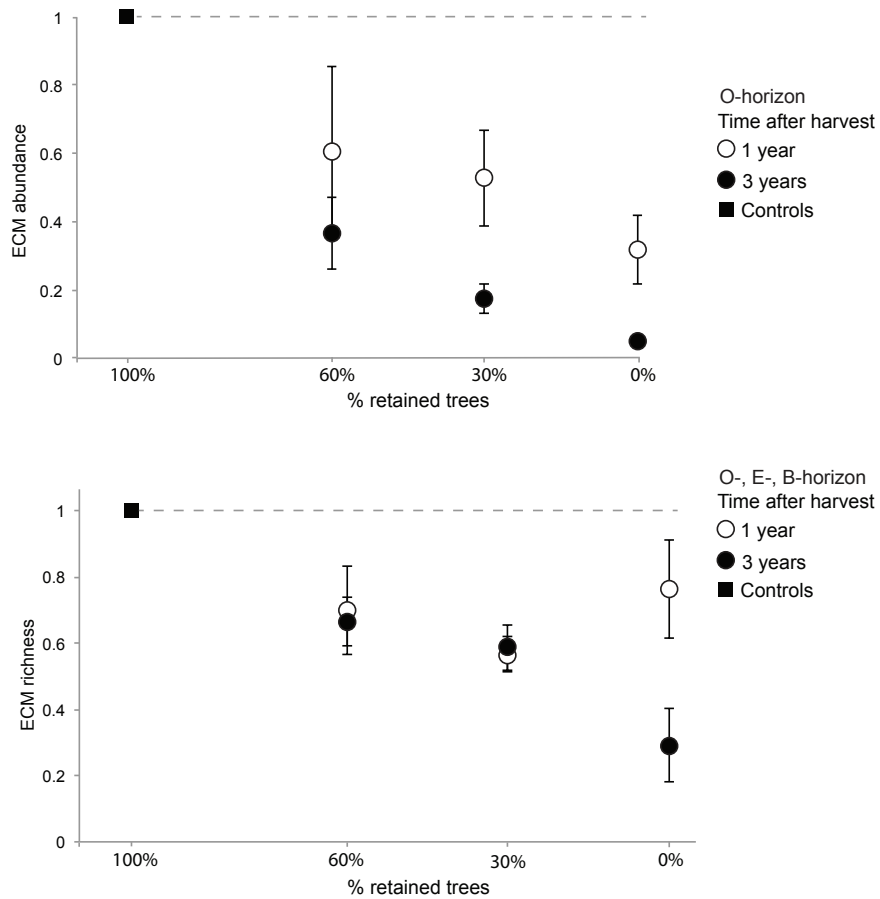 1
0.8
0.6
0.4
0.2
0
ECM abundance
100%
60%
30%
0%
% retained trees
O-horizon
Time after harvest
1 year
3 years
Controls
1
0.8
0.6
0.4
0.2
0
ECM richness
100%
60%
30%
0%
% retained trees
O-, E-, B-horizon
Time after harvest
1 year
3 years
Controls